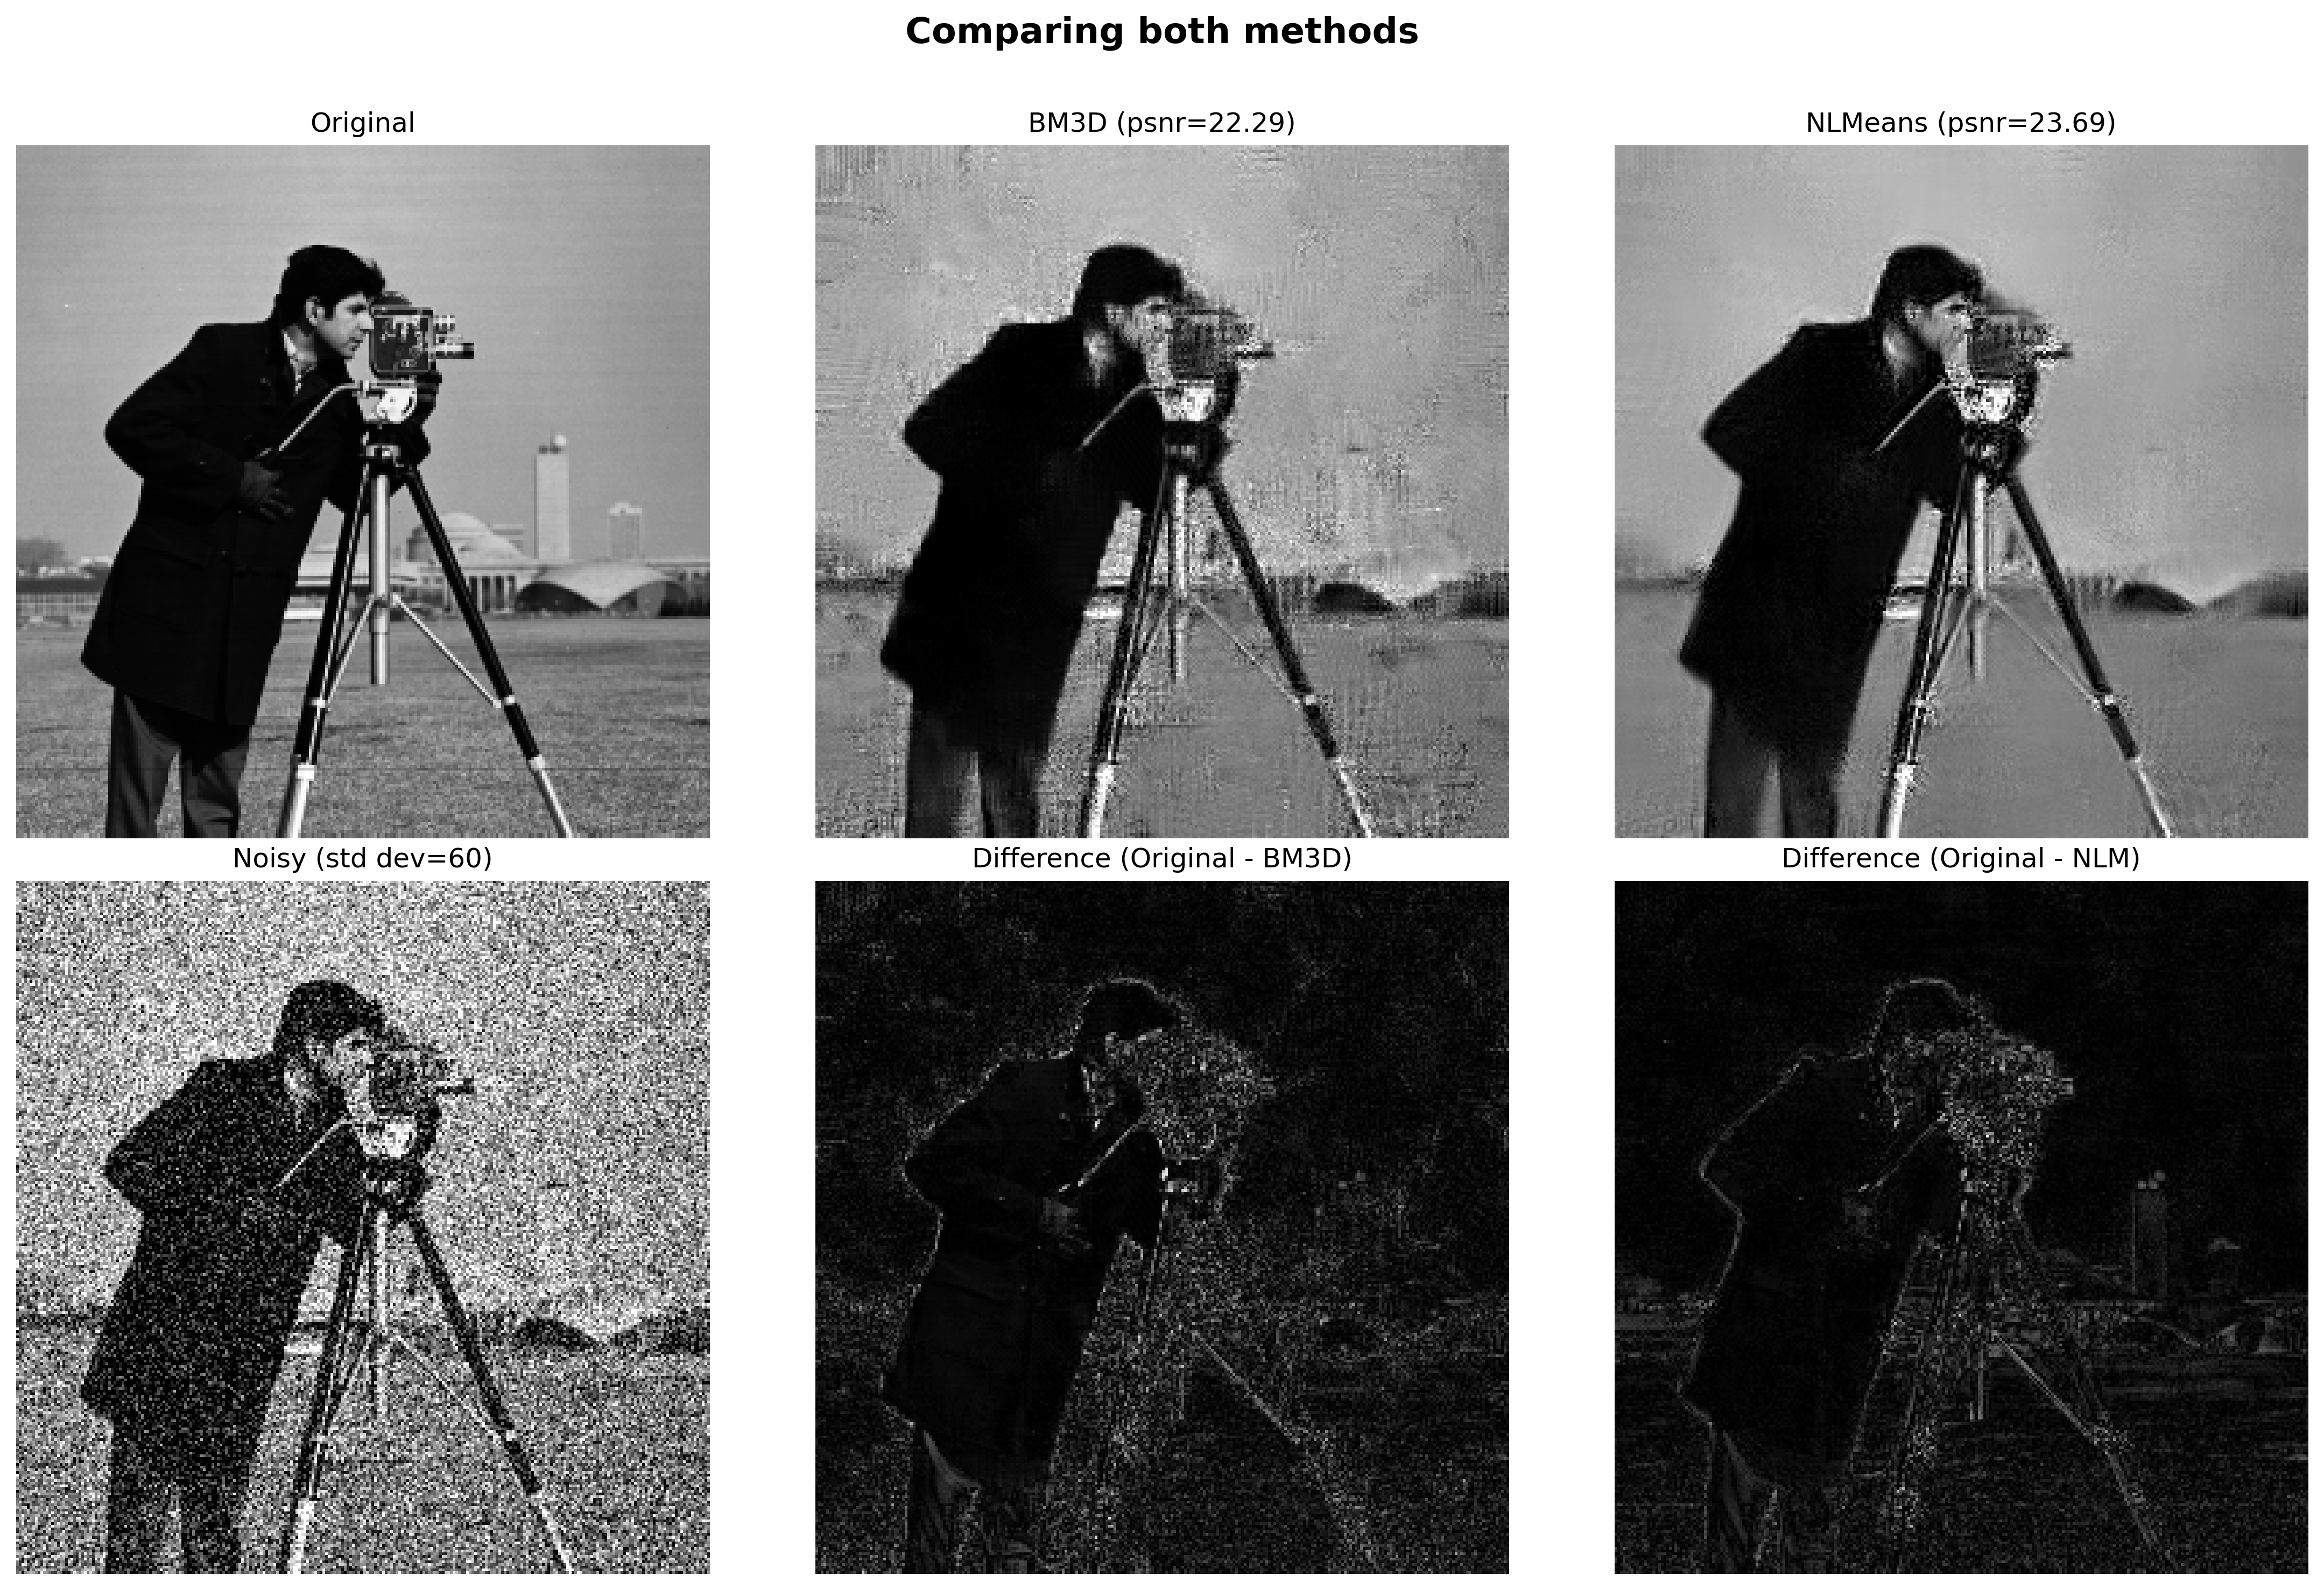 Comparing both methods
Original
BM3D (psnr=22.29)
NLMeans (psnr=23.69)
Noisy (std dev=60)
Difference (Original - BM3D)
Difference (Original - NLM)